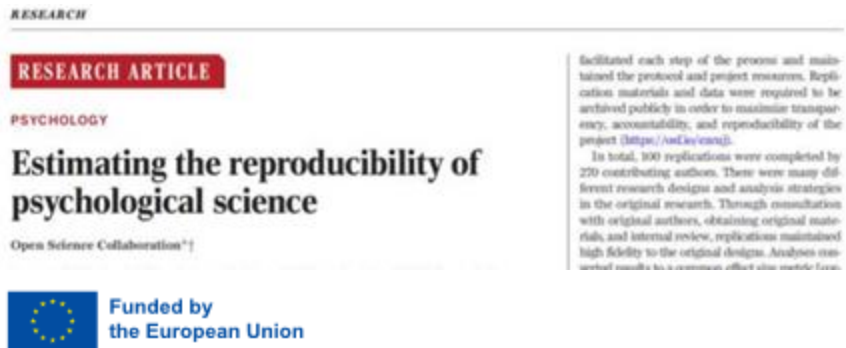 RESEARCH
RESEARCH ARTICLE
PSYCHOLOGY
Estimating the reproducibility of
psychological science
Open Science Collaboration*†
facilitated each step of the process and main-
tained the protocol and project resources. Repli-
cation materials and data were required to be
archived publicly in order to maximize transpar-
ency, accountability, and reproducibility of the
project
In total, 100 replications were completed by
270 contributing authors. There were many dif-
ferent research designs and analysis strategies
in the original research. Through consultation
with original authors, obtaining original mate-
rials, and internal review, replications maintained
high fidelity to the original designs. Analyses con-
verted results to a common effect size metric
Funded by
the European Union